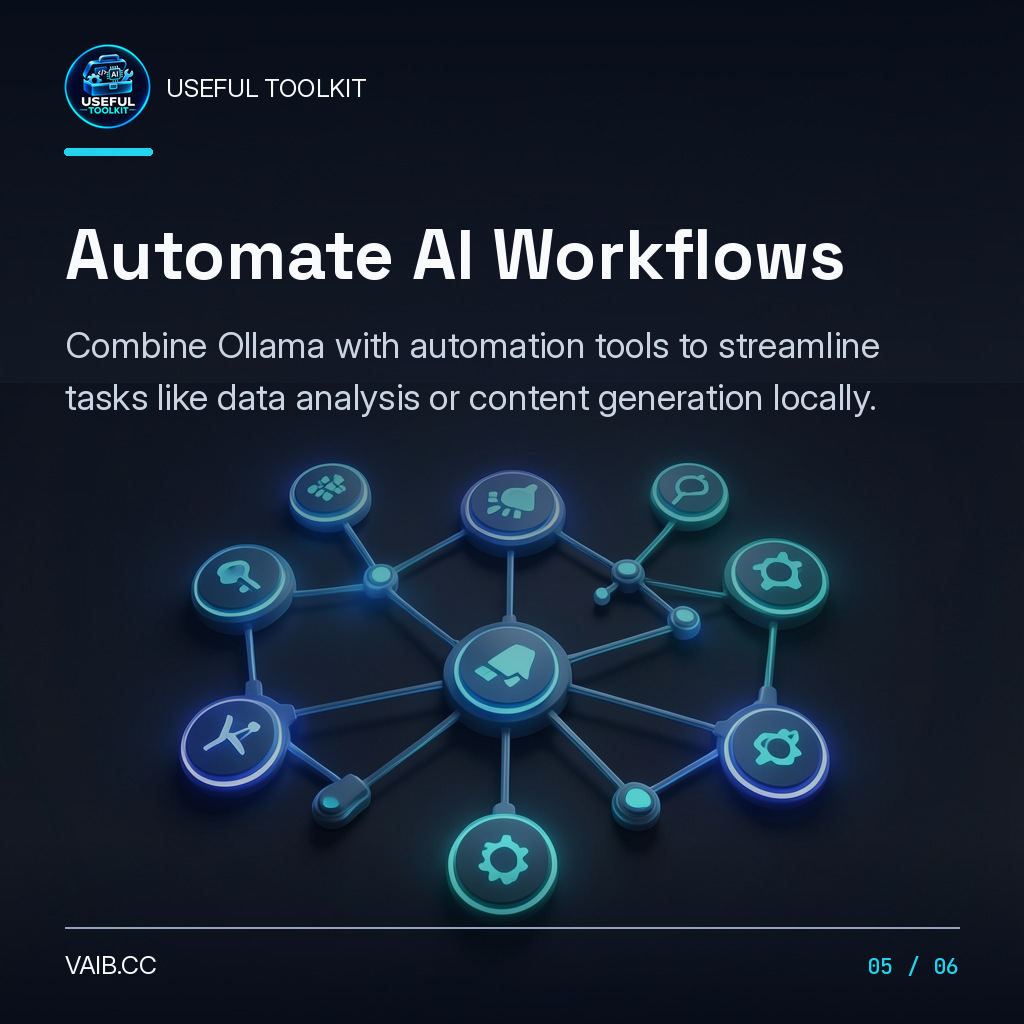 USEFUL
TOOLKIT
AI
USEFUL TOOLKIT
Automate AI Workflows
Combine Ollama with automation tools to streamline
tasks like data analysis or content generation locally.
VAIB.CC
05 / 06